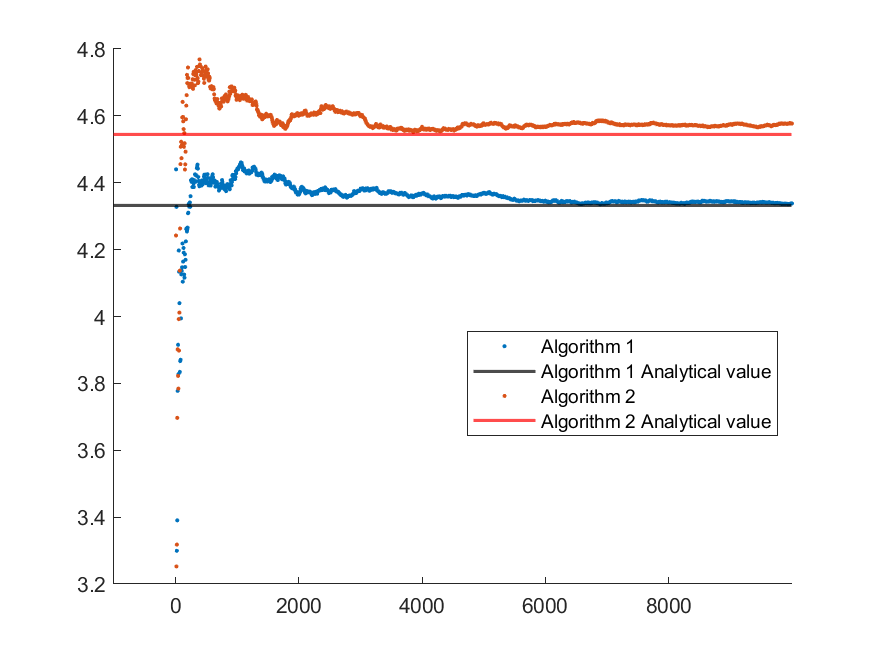 4.8
4.6
4.4
4.2
4
3.8
3.6
3.4
3.2
Algorithm 1
Algorithm 1 Analytical value
Algorithm 2
Algorithm 2 Analytical value
0 2000 4000 6000 8000